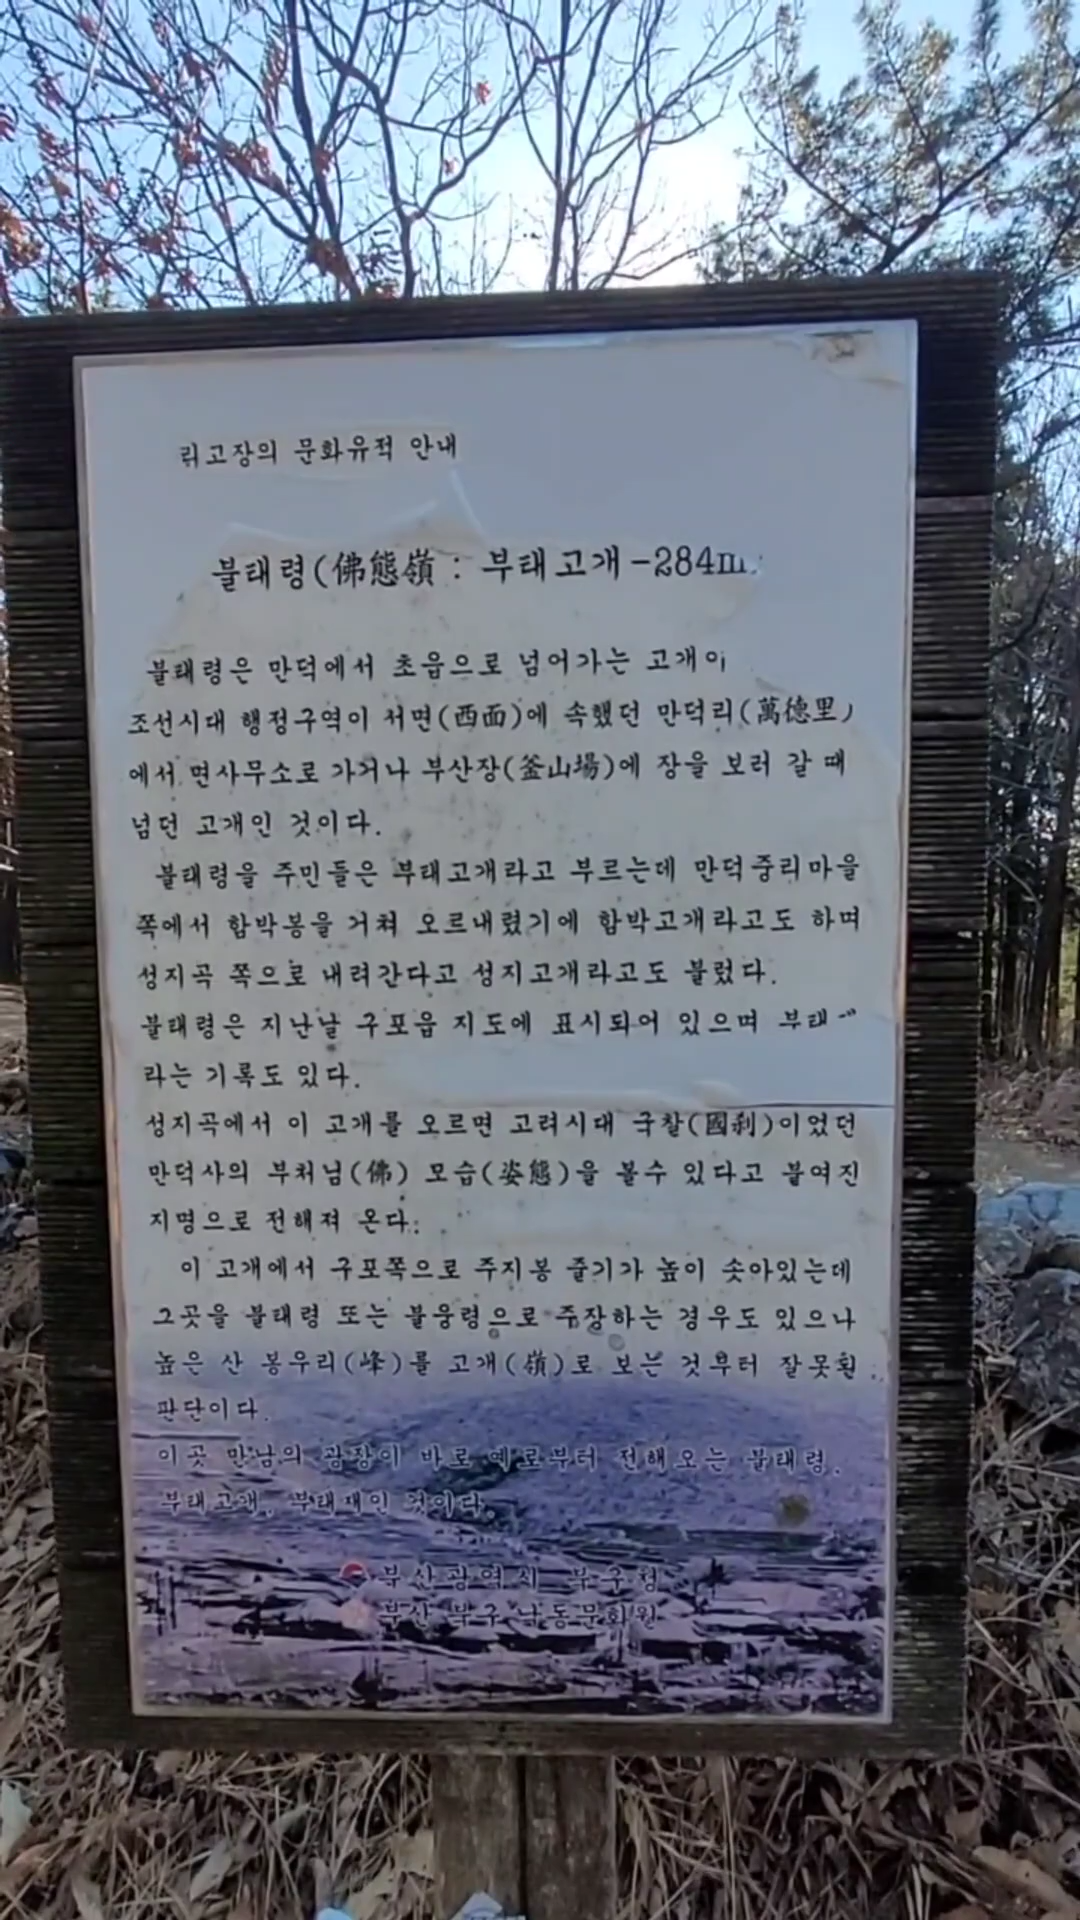 리고장의 문화유적 안내
불태령(佛態嶺 : 부태고개-284m)
불태령은 만덕에서 초읍으로 넘어가는 고개이
조선시대 행정구역이 서면(西面)에 속했던 만덕리(萬德里)
에서 면사무소로 가거나 부산장(釜山場)에 장을 보러 갈 때
넘던 고개인 것이다.
불태령을 주민들은 부태고개라고 부르는데 만덕중리마을
쪽에서 함박봉을 거쳐 오르내렸기에 함박고개라고도 하며
성지곡 쪽으로 내려간다고 성지고개라고도 불렀다.
불태령은 지난날 구포읍 지도에 표시되어 있으며 부태
라는 기록도 있다.
성지곡에서 이 고개를 오르면 고려시대 국찰(國刹)이었던
만덕사의 부처님(佛) 모습(姿態)을 볼수 있다고 붙여진
지명으로 전해져 온다.
이 고개에서 구포쪽으로 주지봉 줄기가 높이 솟아있는데
그곳을 불태령 또는 불웅령으로 주장하는 경우도 있으나
높은 산 봉우리(峰)를 고개(嶺)로 보는 것부터 잘못된
판단이다.
이곳 만남의 광장이 바로 예로부터 전해오는 불태령,
부태고개, 부태재인 것이다.
부산광역시 북구청
부산 북구 낙동문화원